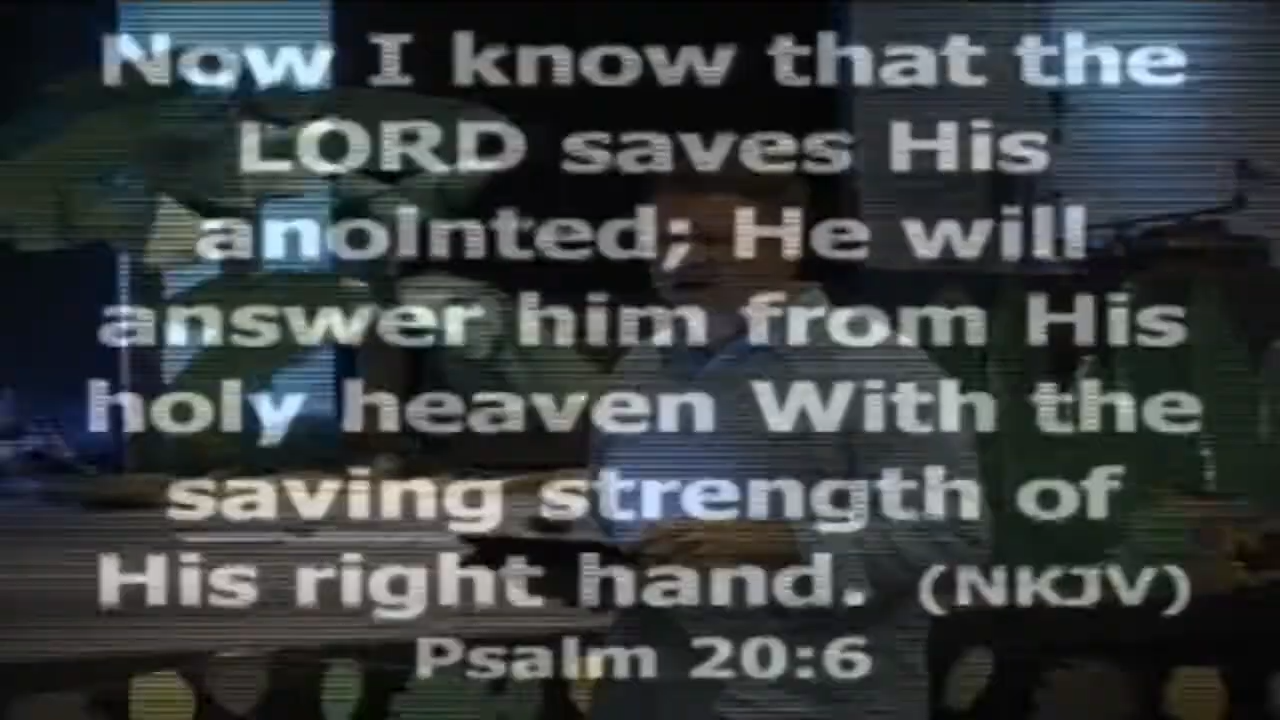 Now I know that the
LORD saves His
anointed; He will
answer him from His
holy heaven With the
saving strength of
His right hand. (NKJV)
Psalm 20:6